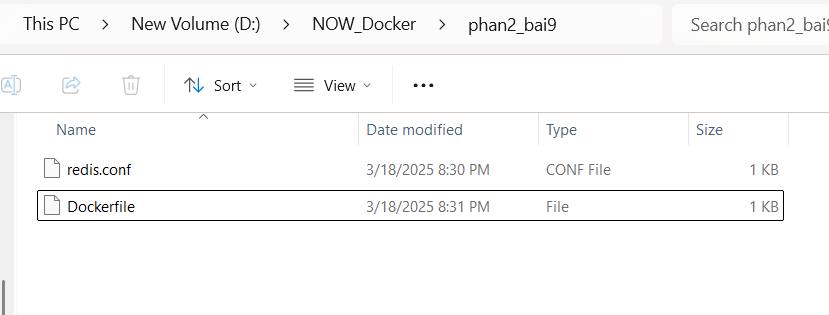 This PC > New Volume (D:) > NOW_Docker > phan2_bai9 Search phan2_bai9
Sort View ...
Name Date modified Type Size
redis.conf 3/18/2025 8:30 PM CONF File 1 KB
Dockerfile 3/18/2025 8:31 PM File 1 KB